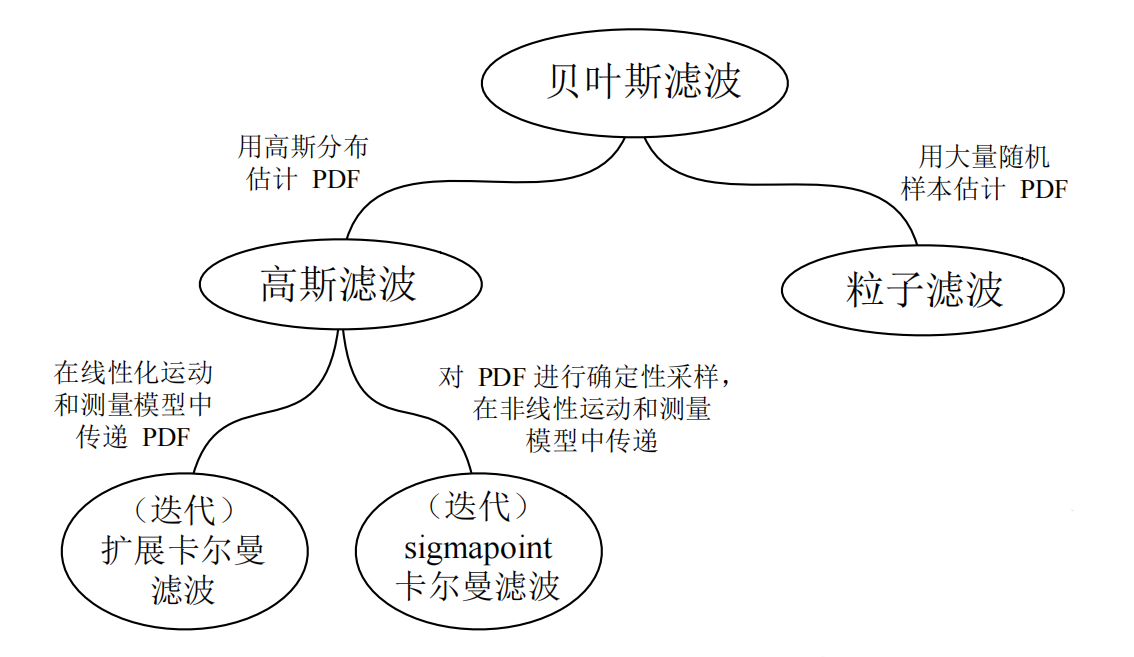 贝叶斯滤波
用高斯分布
估计 PDF
用大量随机
样本估计 PDF
高斯滤波
粒子滤波
在线性化运动
和测量模型中
传递 PDF
对 PDF 进行确定性采样，
在非线性运动和测量
模型中传递
（迭代）
扩展卡尔曼
滤波
（迭代）
sigmapoint
卡尔曼滤波